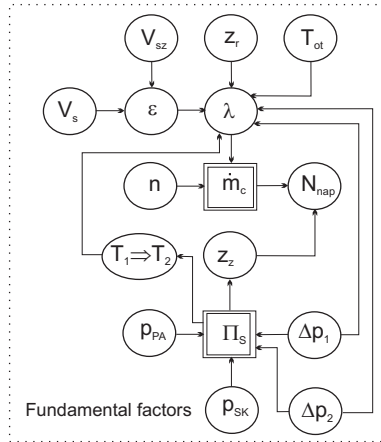 V_sz z_r T_ot
V_s ε λ
n ṁ_c N_nap
T_1⇒T_2 z_z
p_PA Π_S Δp_1
Fundamental factors p_SK Δp_2